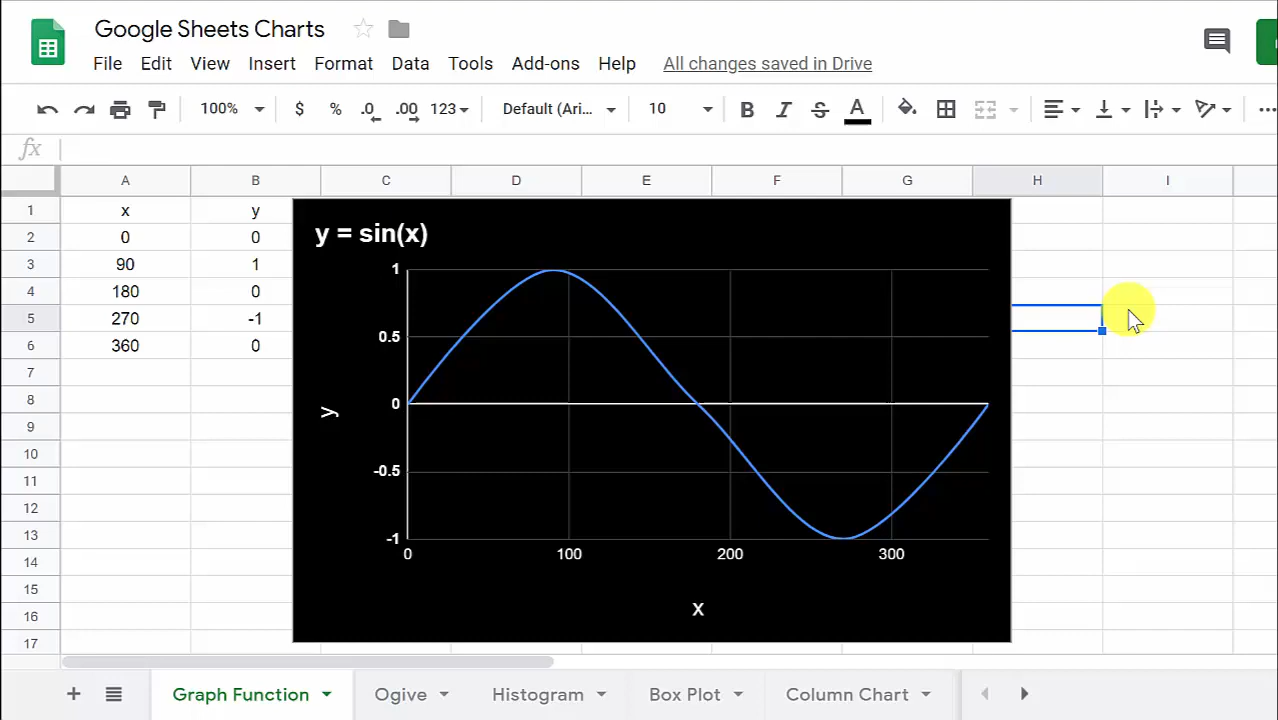 Google Sheets Charts
File Edit View Insert Format Data Tools Add-ons Help All changes saved in Drive
100% $ % .0 .00 123 Default (Ari... 10 B I S A ...
fx
A B C D E F G H I
1 x y
2 0 0
3 90 1
4 180 0
5 270 -1
6 360 0
7
8
9
10
11
12
13
14
15
16
17
y = sin(x)
1
0.5
0
-0.5
-1
y
0 100 200 300
x
+ Graph Function Ogive Histogram Box Plot Column Chart